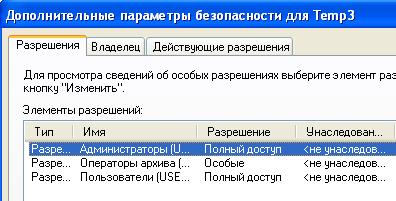 Дополнительные параметры безопасности для Temp3
Разрешения Владелец Действующие разрешения
Для просмотра сведений об особых разрешениях выберите элемент раз
кнопку "Изменить".
Элементы разрешений:
Тип Имя Разрешение Унаследован...
Разре... Администраторы (U... Полный доступ <не унаследов...
Разре... Операторы архива (... Особые <не унаследов...
Разре... Пользователи (USE... Полный доступ <не унаследов...